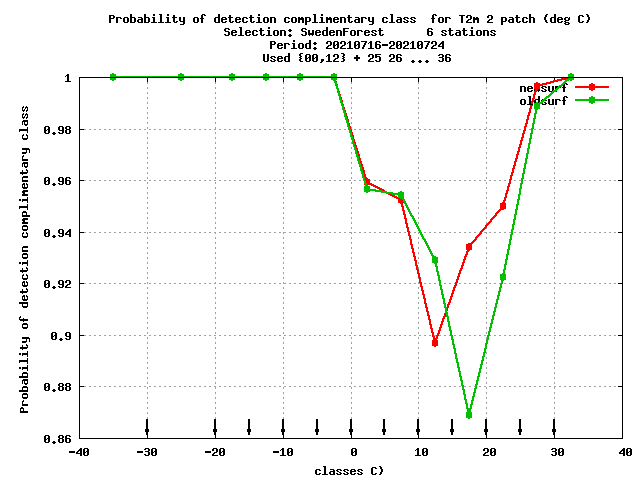 Probability of detection complimentary class  for T2m 2 patch (deg C)
Selection: SwedenForest      6 stations
Period: 20210716-20210724
Used {00,12} + 25 26 ... 36
newsurf
oldsurf
Probability of detection complimentary class
1
0,98
0,96
0,94
0,92
0,9
0,88
0,86
-40 -30 -20 -10 0 10 20 30 40
classes C)